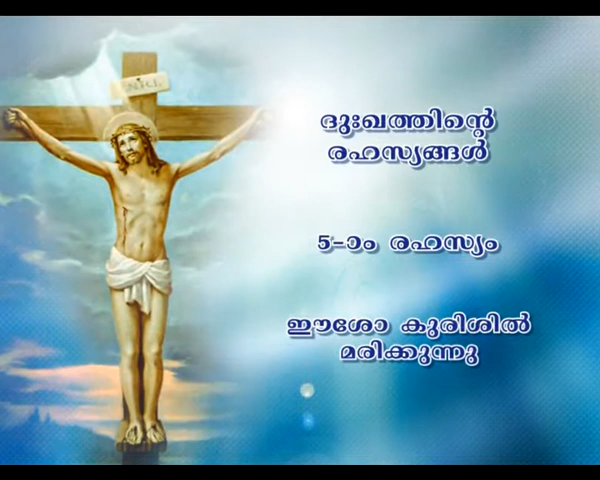 I.N.R.I.
ദുഃഖത്തിന്റെ
രഹസ്യങ്ങൾ
5-ാം രഹസ്യം
ഈശോ കുരിശിൽ
മരിക്കുന്നു